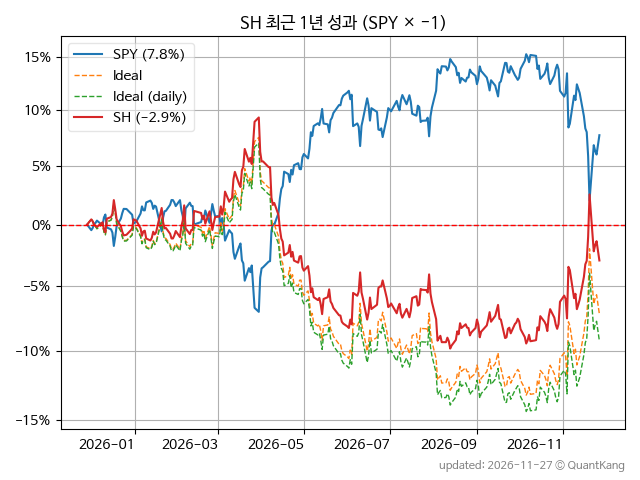 SH 최근 1년 성과 (SPY × −1)
SPY (7.8%)
Ideal
Ideal (daily)
SH (−2.9%)
15%
10%
5%
0%
−5%
−10%
−15%
2026-01 2026-03 2026-05 2026-07 2026-09 2026-11
updated: 2026-11-27 ⓒ QuantKang